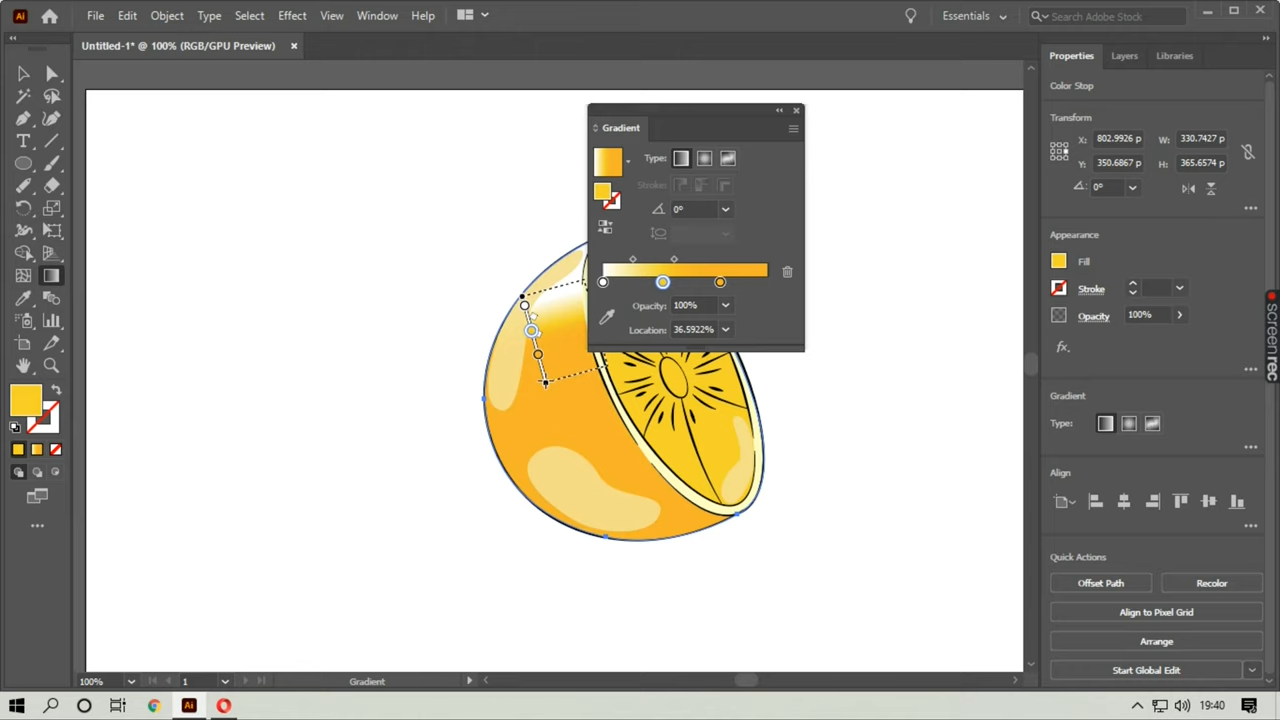 Ai File Edit Object Type Select Effect View Window Help Essentials Search Adobe Stock
Untitled-1* @ 100% (RGB/GPU Preview)
Properties Layers Libraries
Color Stop
Transform
X: 802.9926 p W: 330.7427 p
Y: 350.6867 p H: 365.6574 p
0°
Appearance
Fill
Stroke
Opacity 100%
fx.
Gradient
Type:
Align
Quick Actions
Offset Path Recolor
Align to Pixel Grid
Arrange
Start Global Edit
Gradient
Type:
Stroke:
0°
Opacity: 100%
Location: 36.5922%
screenrec
100% 1 Gradient
Ai 19:40